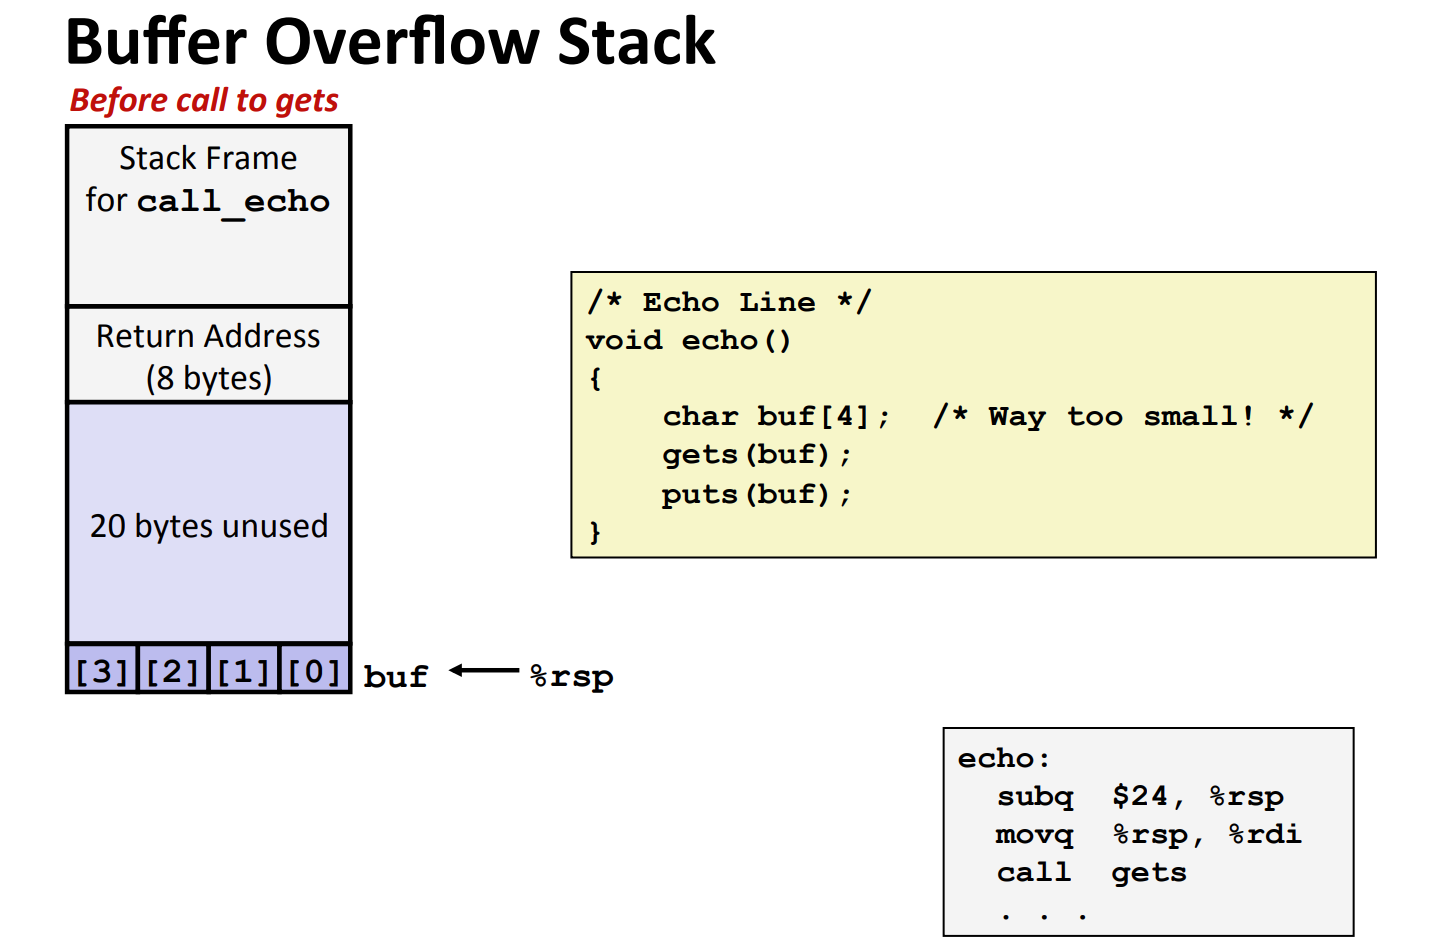 Buffer Overflow Stack
Before call to gets
Stack Frame
for call_echo
Return Address
(8 bytes)
20 bytes unused
[3] [2] [1] [0] buf %rsp
/* Echo Line */
void echo()
{
    char buf[4];  /* Way too small! */
    gets(buf);
    puts(buf);
}
echo:
  subq  $24, %rsp
  movq  %rsp, %rdi
  call  gets
  . . .